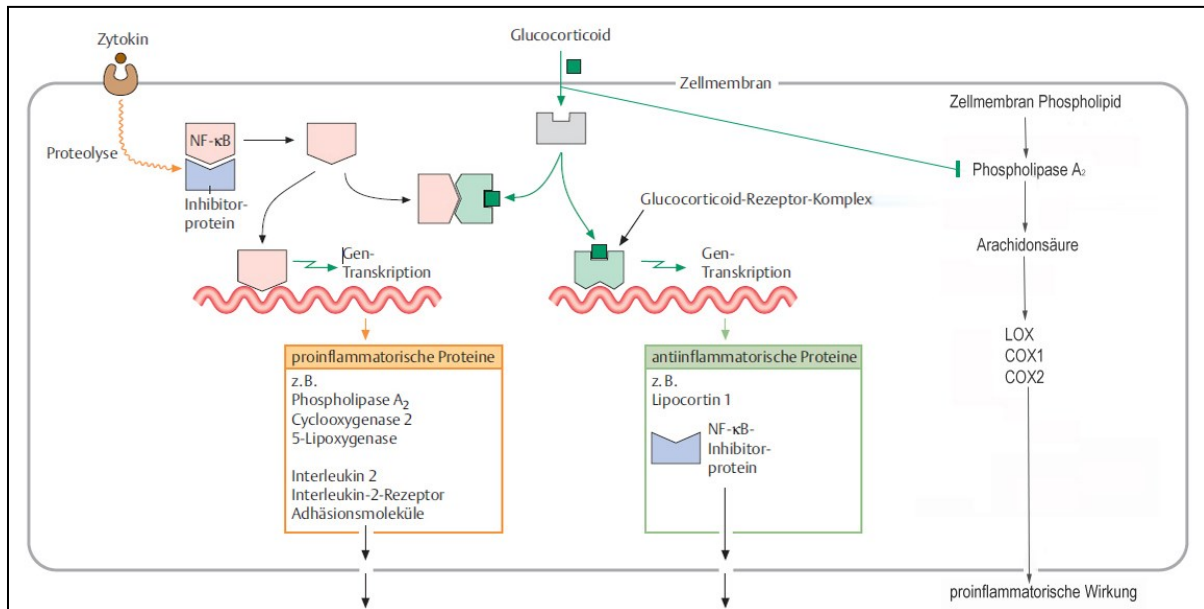 Zytokin
Glucocorticoid
Zellmembran
Zellmembran Phospholipid
Proteolyse
NF-κB
Inhibitor-
protein
Phospholipase A₂
Glucocorticoid-Rezeptor-Komplex
Arachidonsäure
Gen-
Transkription
Gen-
Transkription
LOX
COX1
COX2
proinflammatorische Proteine
z.B.
Phospholipase A₂
Cyclooxygenase 2
5-Lipoxygenase
Interleukin 2
Interleukin-2-Rezeptor
Adhäsionsmoleküle
antiinflammatorische Proteine
z.B.
Lipocortin 1
NF-κB-
Inhibitor-
protein
proinflammatorische Wirkung